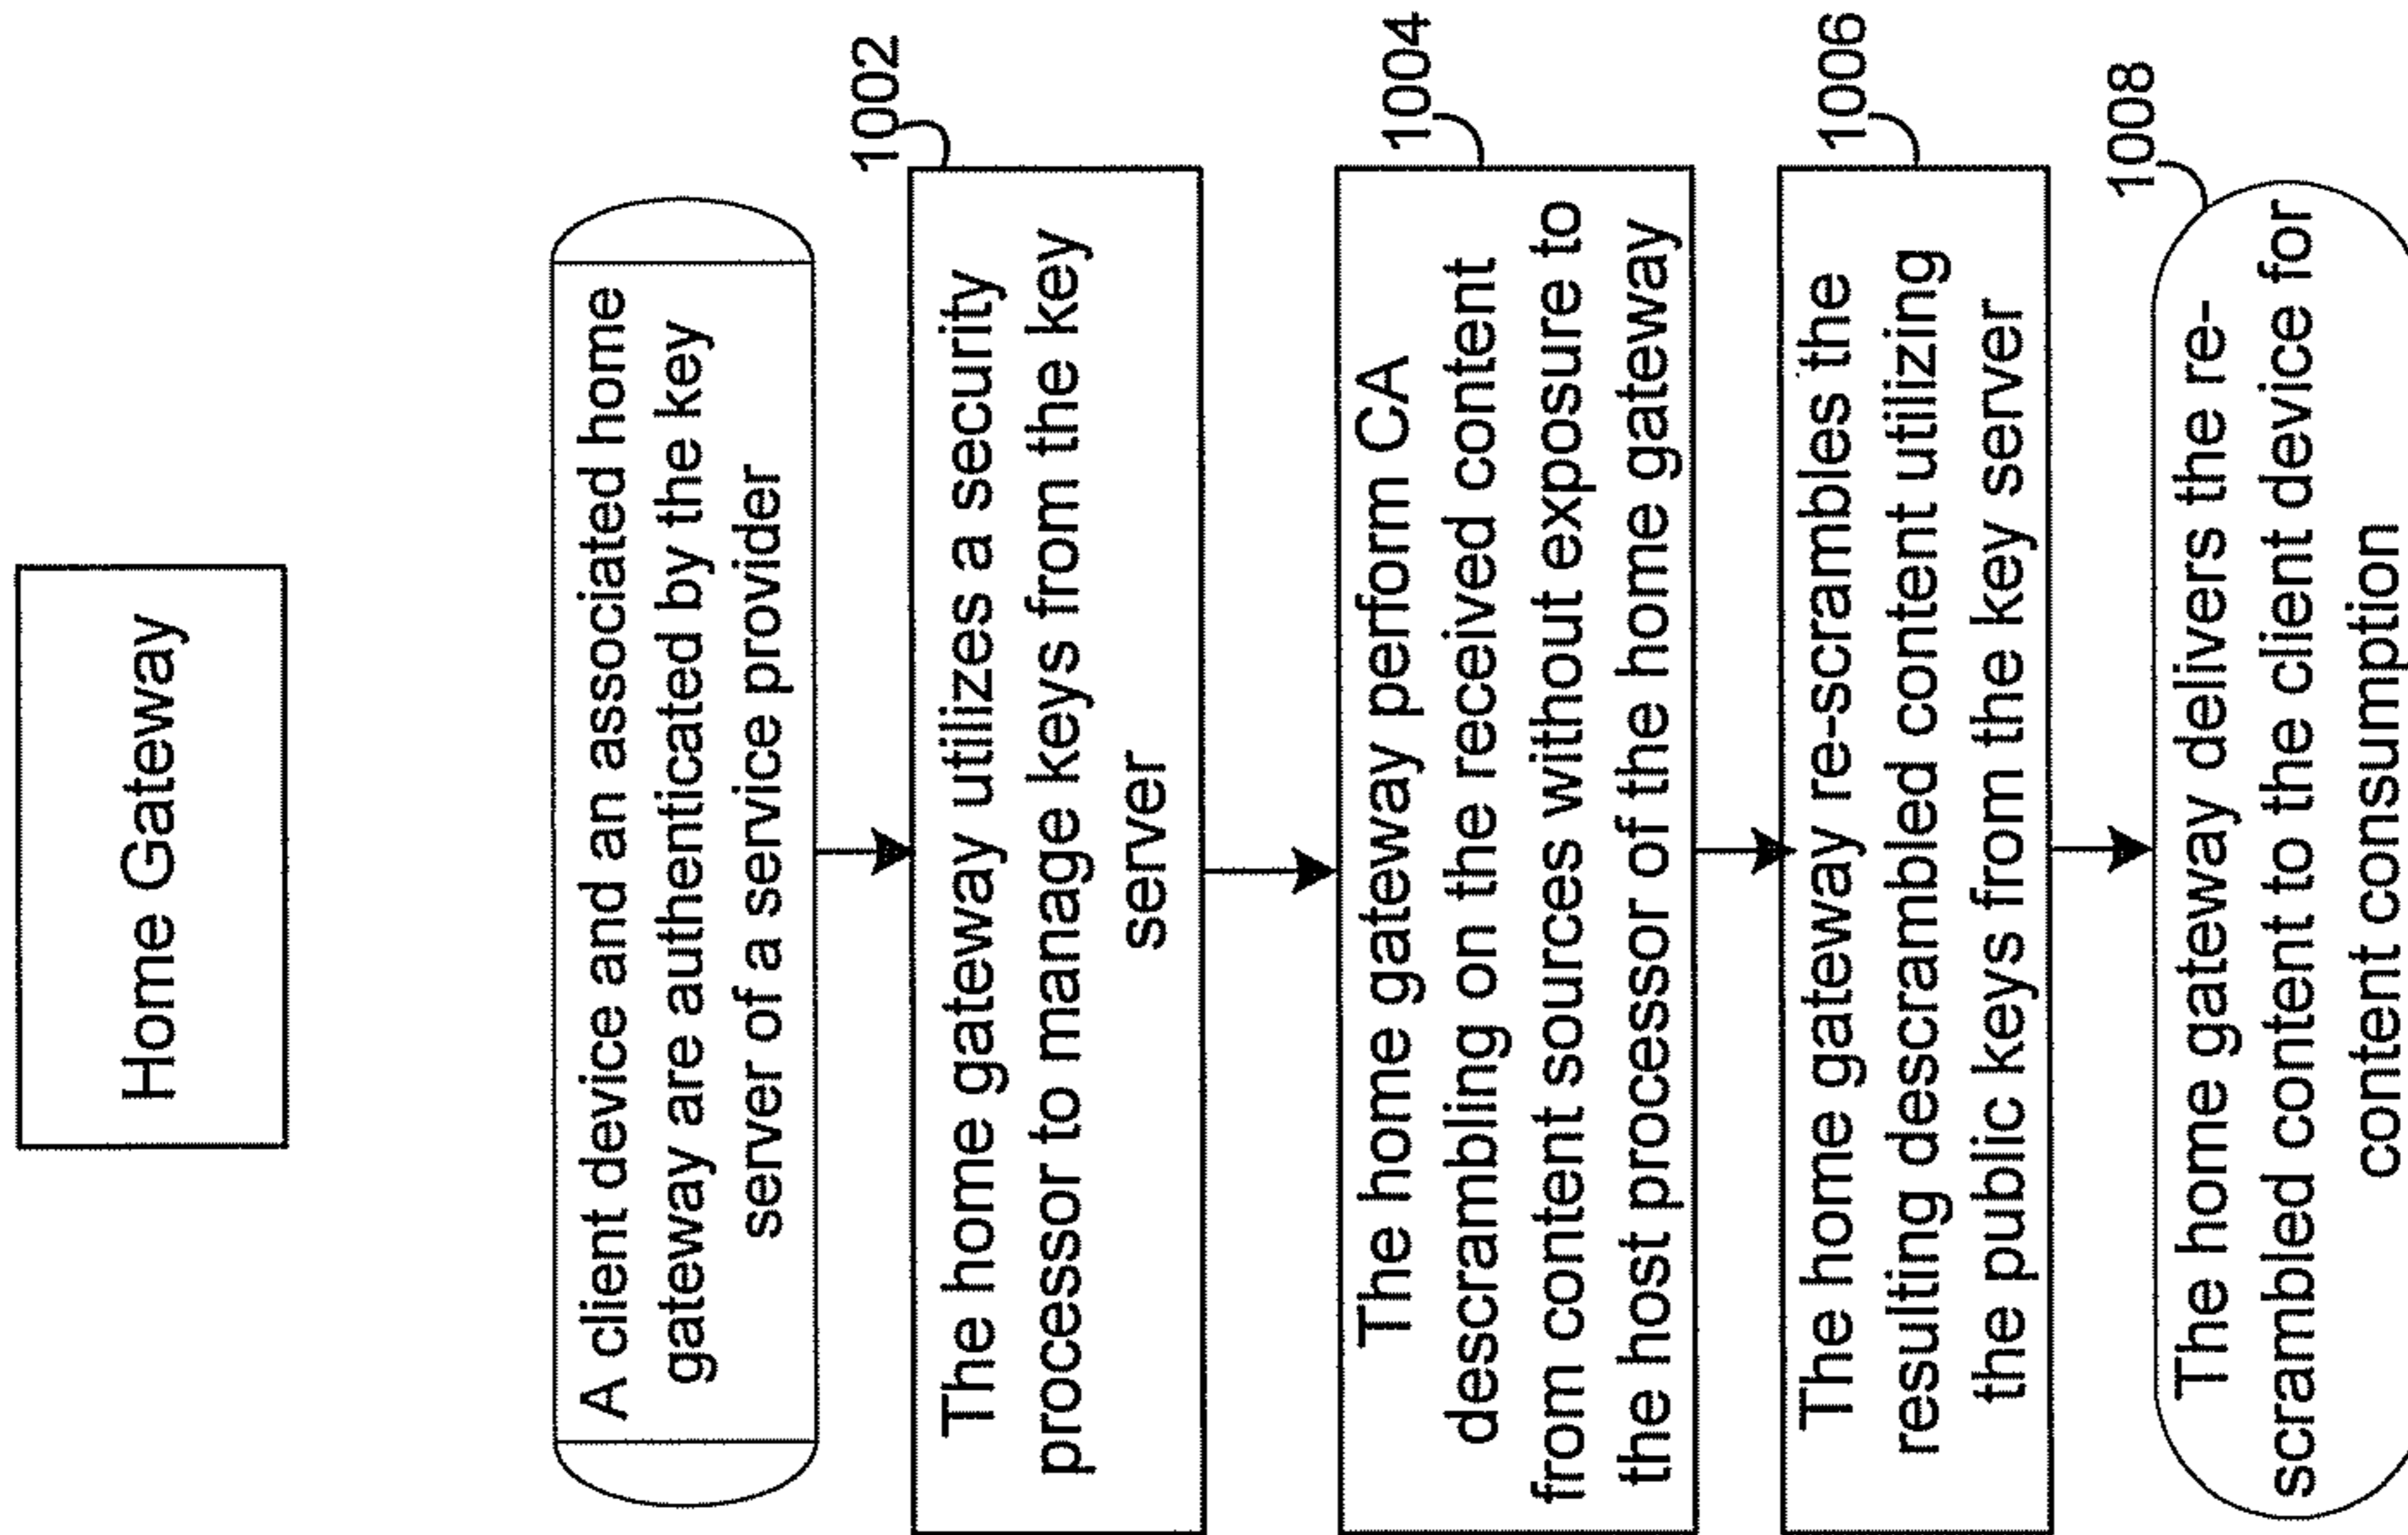 Home Gateway
A client device and an associated home
gateway are authenticated by the key
server of a service provider
1002
The home gateway utilizes a security
processor to manage keys from the key
server
1004
The home gateway perform CA
descrambling on the received content
from content sources without exposure to
the host processor of the home gateway
1006
The home gateway re-scrambles the
resulting descrambled content utilizing
the public keys from the key server
1008
The home gateway delivers the re-
scrambled content to the client device for
content consumption